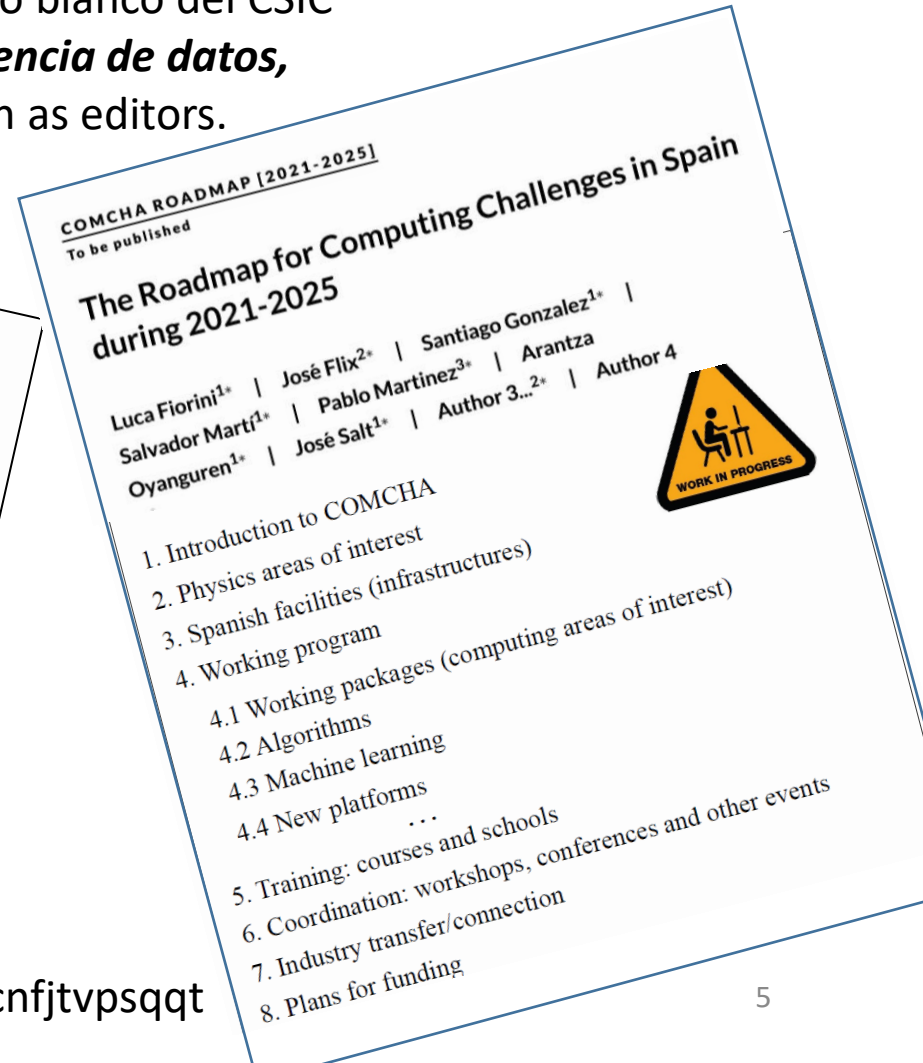 o blanco del CSIC
encia de datos,
n as editors.
COMCHA ROADMAP [2021-2025]
To be published
The Roadmap for Computing Challenges in Spain
during 2021-2025
Luca Fiorini1* | José Flix2* | Santiago Gonzalez1* |
Salvador Martí1* | Pablo Martinez3* | Arantza
Oyanguren1* | José Salt1* | Author 3...2* | Author 4
WORK IN PROGRESS
1. Introduction to COMCHA
2. Physics areas of interest
3. Spanish facilities (infrastructures)
4. Working program
4.1 Working packages (computing areas of interest)
4.2 Algorithms
4.3 Machine learning
4.4 New platforms
...
5. Training: courses and schools
6. Coordination: workshops, conferences and other events
7. Industry transfer/connection
8. Plans for funding
cnfjtvpsqqt
5